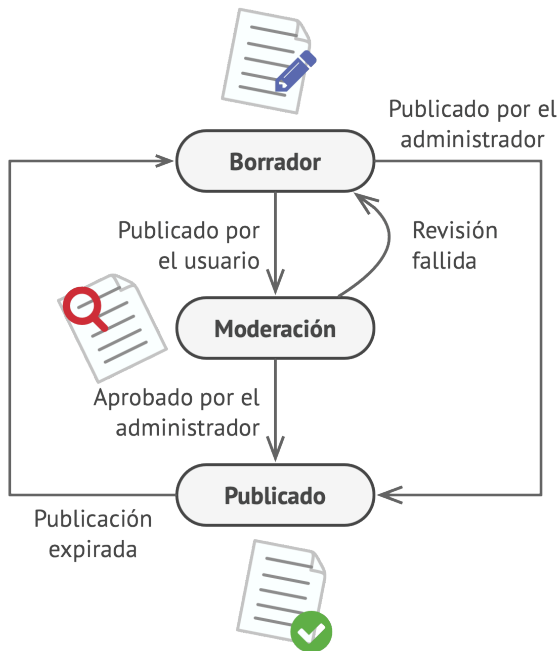 Publicado por el
administrador
Borrador
Publicado por
el usuario
Revisión
fallida
Moderación
Aprobado por el
administrador
Publicado
Publicación
expirada